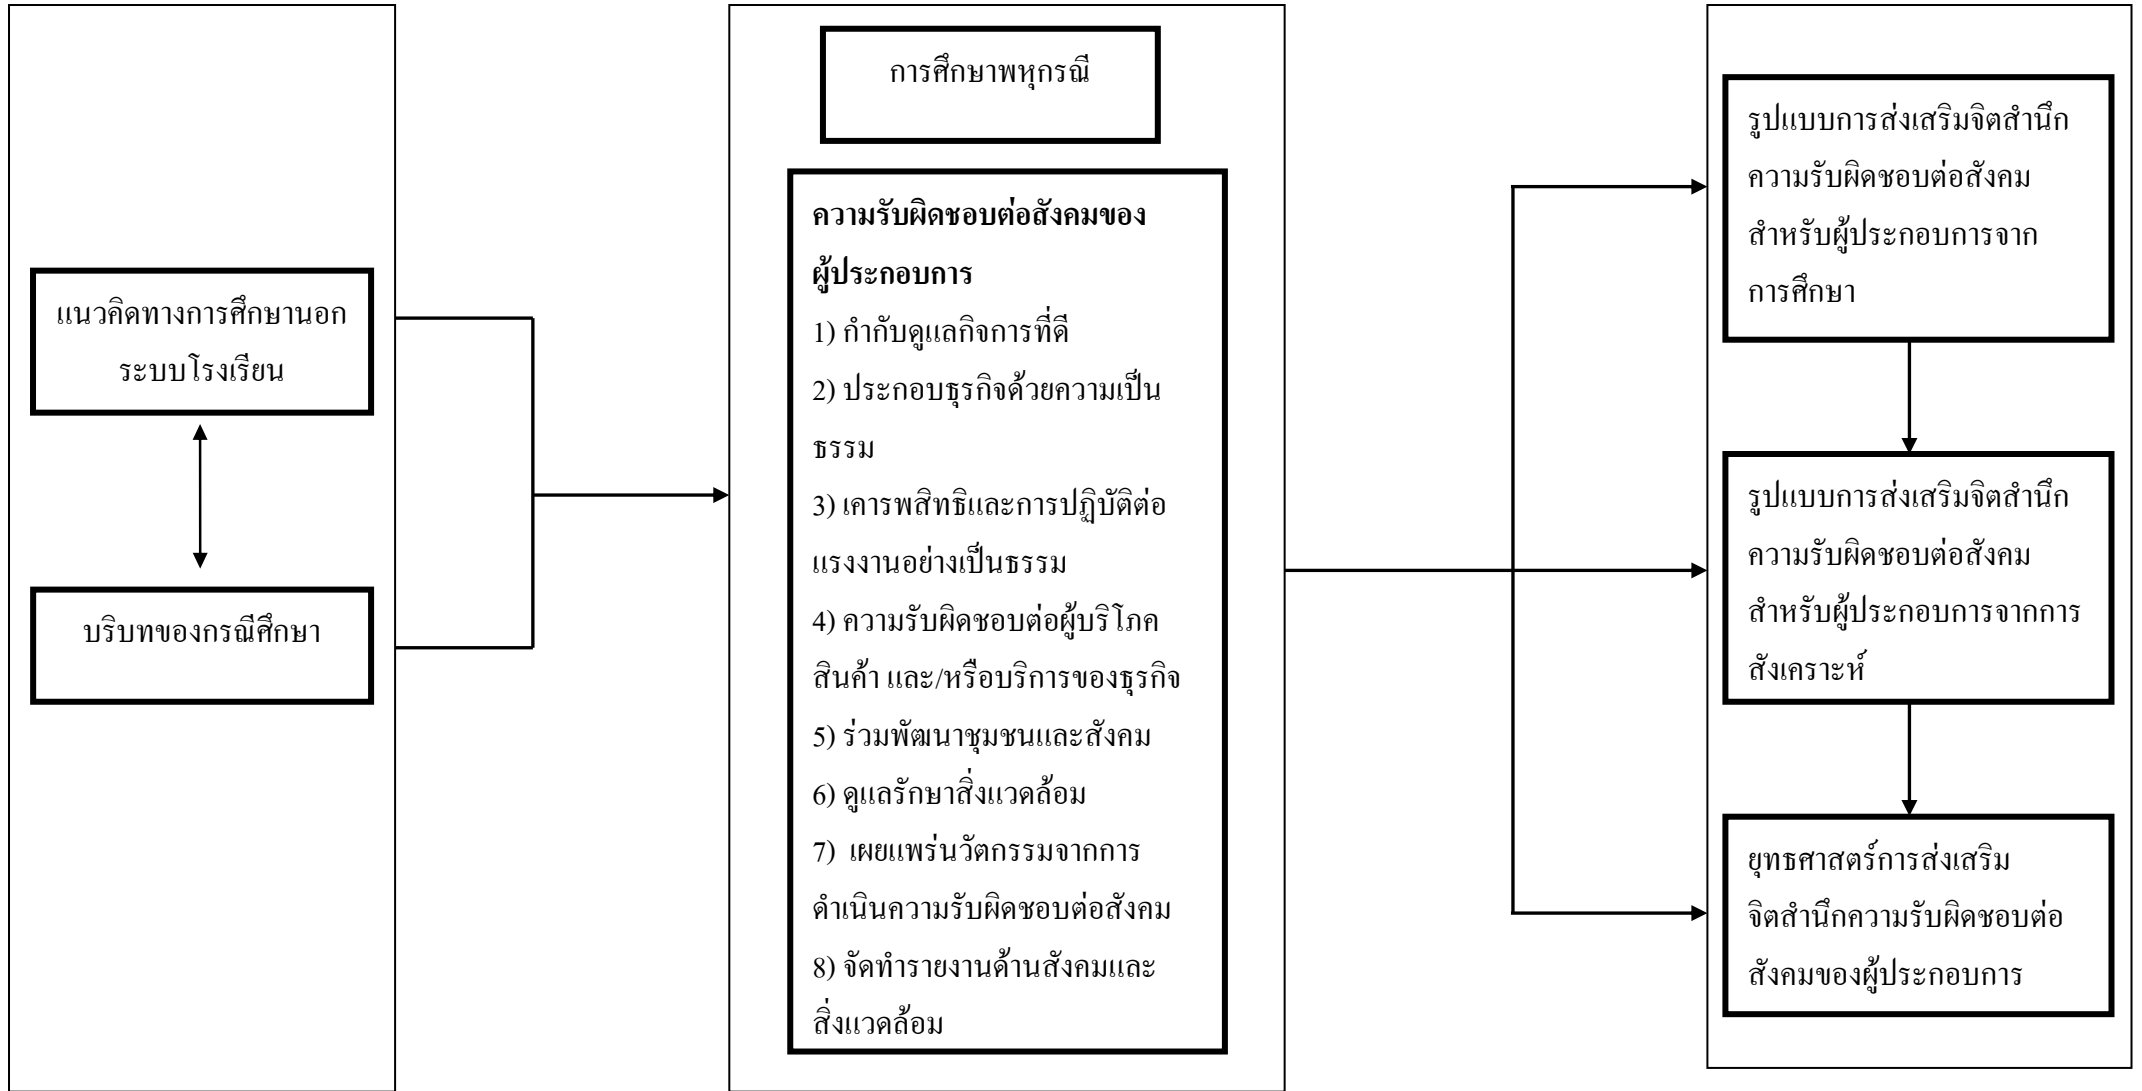 แนวคิดทางการศึกษานอก
ระบบโรงเรียน
บริบทของกรณีศึกษา
การศึกษาพหุกรณี
ความรับผิดชอบต่อสังคมของ
ผู้ประกอบการ
1) กำกับดูแลกิจการที่ดี
2) ประกอบธุรกิจด้วยความเป็น
ธรรม
3) เคารพสิทธิและการปฏิบัติต่อ
แรงงานอย่างเป็นธรรม
4) ความรับผิดชอบต่อผู้บริโภค
สินค้า และ/หรือบริการของธุรกิจ
5) ร่วมพัฒนาชุมชนและสังคม
6) ดูแลรักษาสิ่งแวดล้อม
7) เผยแพร่นวัตกรรมจากการ
ดำเนินความรับผิดชอบต่อสังคม
8) จัดทำรายงานด้านสังคมและ
สิ่งแวดล้อม
รูปแบบการส่งเสริมจิตสำนึก
ความรับผิดชอบต่อสังคม
สำหรับผู้ประกอบการจาก
การศึกษา
รูปแบบการส่งเสริมจิตสำนึก
ความรับผิดชอบต่อสังคม
สำหรับผู้ประกอบการจากการ
สังเคราะห์
ยุทธศาสตร์การส่งเสริม
จิตสำนึกความรับผิดชอบต่อ
สังคมของผู้ประกอบการ